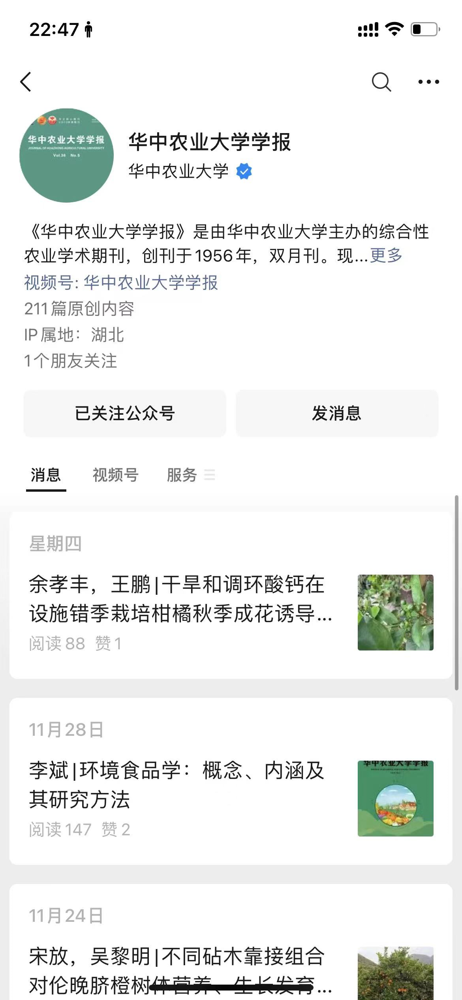 22:47
华中农业大学学报
JOURNAL OF HUAZHONG AGRICULTURAL UNIVERSITY
Vol.36 No.5
华中农业大学学报
华中农业大学
《华中农业大学学报》是由华中农业大学主办的综合性
农业学术期刊，创刊于1956年，双月刊。现...更多
视频号: 华中农业大学学报
211篇原创内容
IP属地：湖北
1个朋友关注
已关注公众号
发消息
消息 视频号 服务
星期四
余孝丰，王鹏|干旱和调环酸钙在
设施错季栽培柑橘秋季成花诱导...
阅读 88 赞 1
11月28日
李斌|环境食品学：概念、内涵及
其研究方法
阅读 147 赞 2
华中农业大学学报
11月24日
宋放，吴黎明|不同砧木靠接组合
对伦晚脐橙树体营养、生长发育...